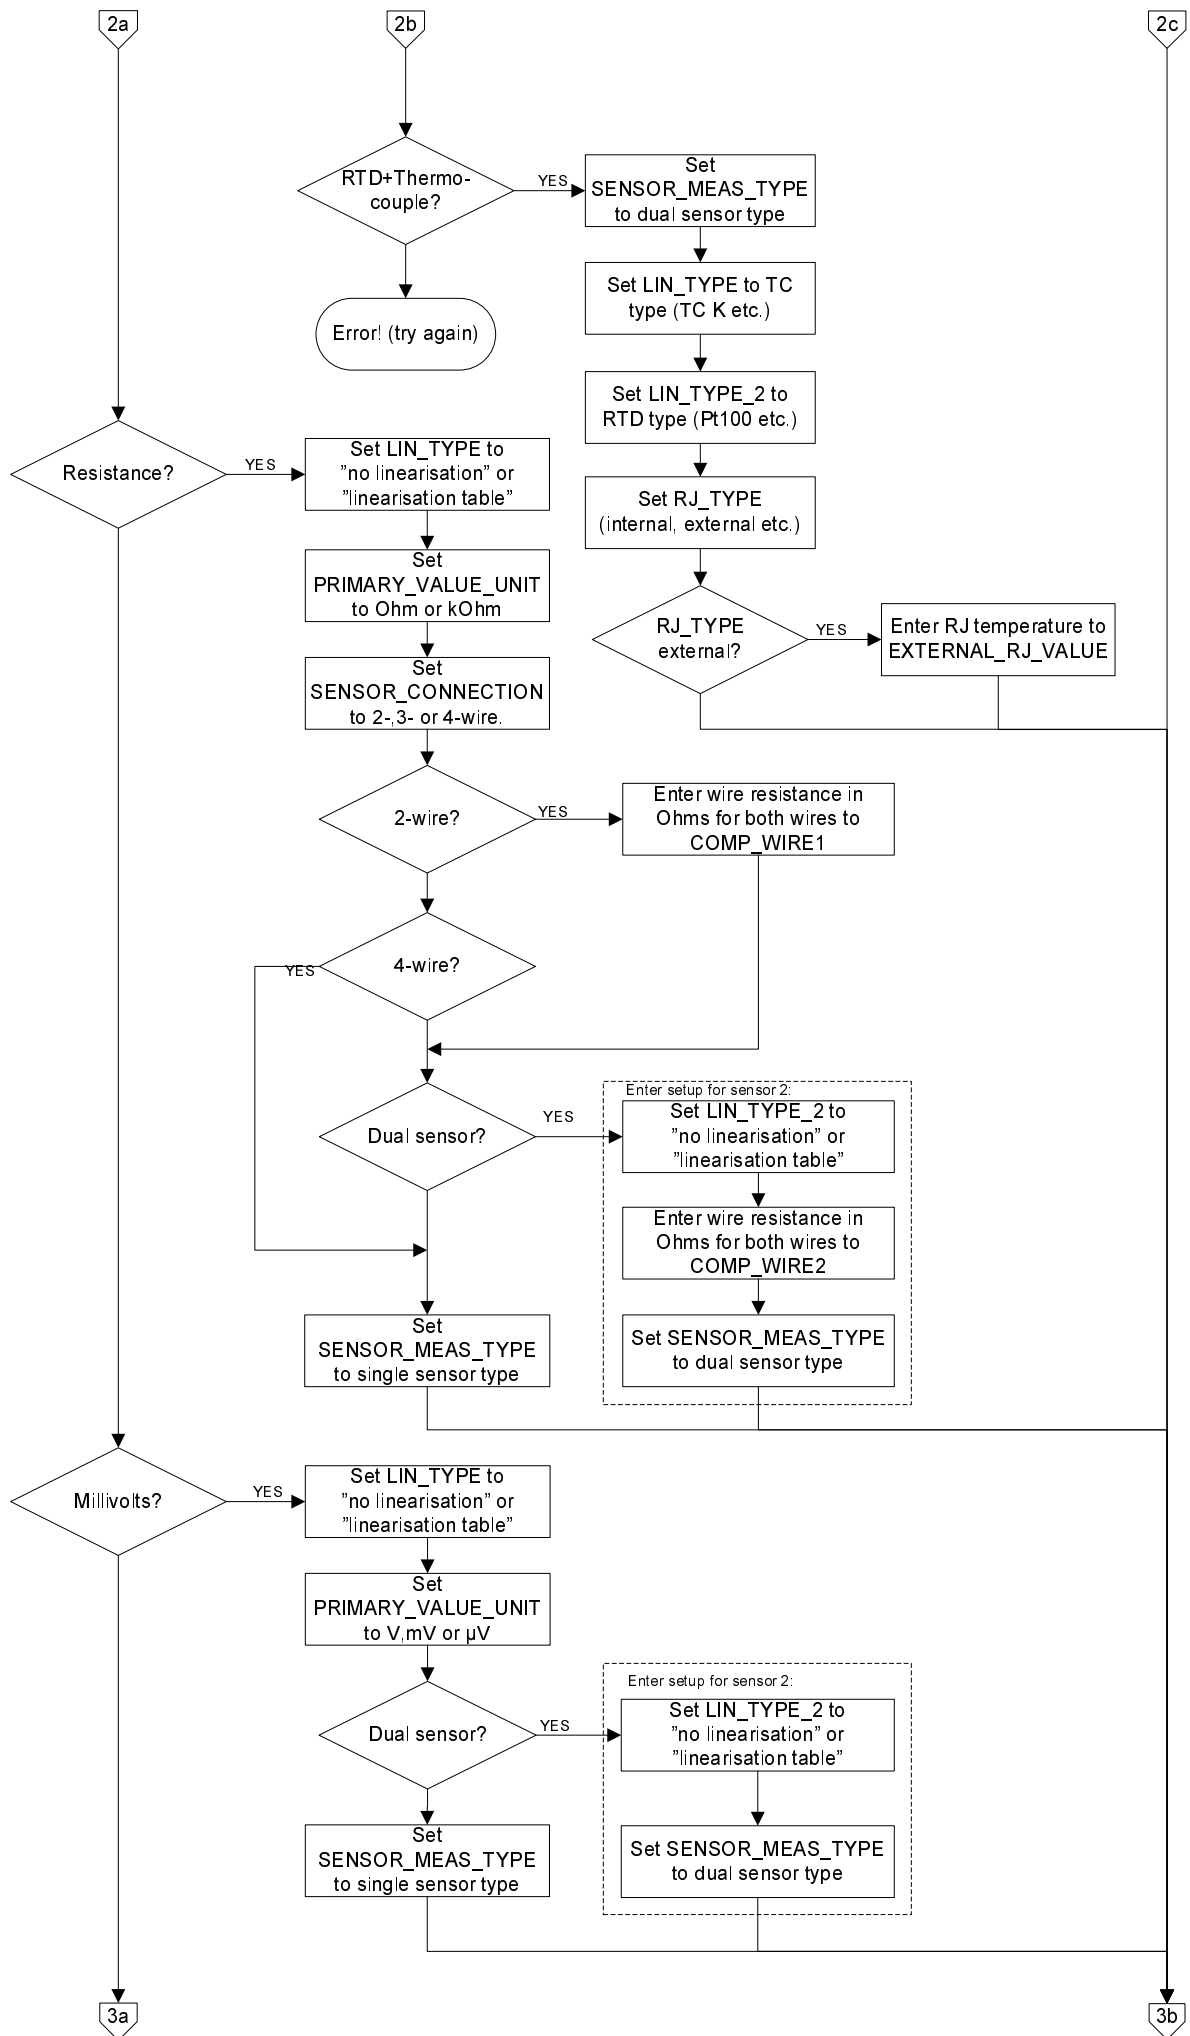 2a
2b
2c
RTD+Thermo-
couple?
YES
Set
SENSOR_MEAS_TYPE
to dual sensor type
Set LIN_TYPE to TC
type (TC K etc.)
Error! (try again)
Set LIN_TYPE_2 to
RTD type (Pt100 etc.)
Set RJ_TYPE
(internal, external etc.)
RJ_TYPE
external?
YES
Enter RJ temperature to
EXTERNAL_RJ_VALUE
Resistance?
YES
Set LIN_TYPE to
”no linearisation” or
”linearisation table”
Set
PRIMARY_VALUE_UNIT
to Ohm or kOhm
Set
SENSOR_CONNECTION
to 2-,3- or 4-wire.
2-wire?
YES
Enter wire resistance in
Ohms for both wires to
COMP_WIRE1
4-wire?
YES
Dual sensor?
YES
Enter setup for sensor 2:
Set LIN_TYPE_2 to
”no linearisation” or
”linearisation table”
Enter wire resistance in
Ohms for both wires to
COMP_WIRE2
Set SENSOR_MEAS_TYPE
to dual sensor type
Set
SENSOR_MEAS_TYPE
to single sensor type
Millivolts?
YES
Set LIN_TYPE to
”no linearisation” or
”linearisation table”
Set
PRIMARY_VALUE_UNIT
to V,mV or µV
Dual sensor?
YES
Enter setup for sensor 2:
Set LIN_TYPE_2 to
”no linearisation” or
”linearisation table”
Set SENSOR_MEAS_TYPE
to dual sensor type
Set
SENSOR_MEAS_TYPE
to single sensor type
3a
3b